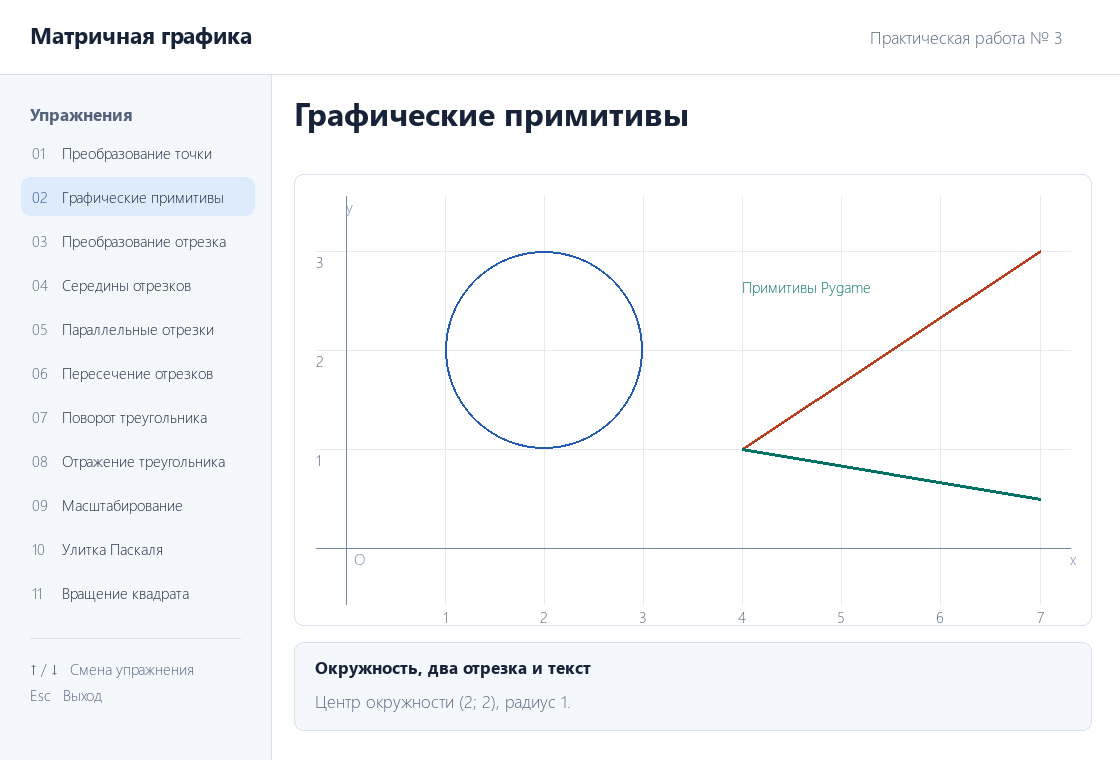 Матричная графика
Практическая работа № 3
Упражнения
01 Преобразование точки
02 Графические примитивы
03 Преобразование отрезка
04 Середины отрезков
05 Параллельные отрезки
06 Пересечение отрезков
07 Поворот треугольника
08 Отражение треугольника
09 Масштабирование
10 Улитка Паскаля
11 Вращение квадрата
↑ / ↓ Смена упражнения
Esc Выход
Графические примитивы
y
3
Примитивы Pygame
2
1
O
x
1 2 3 4 5 6 7
Окружность, два отрезка и текст
Центр окружности (2; 2), радиус 1.